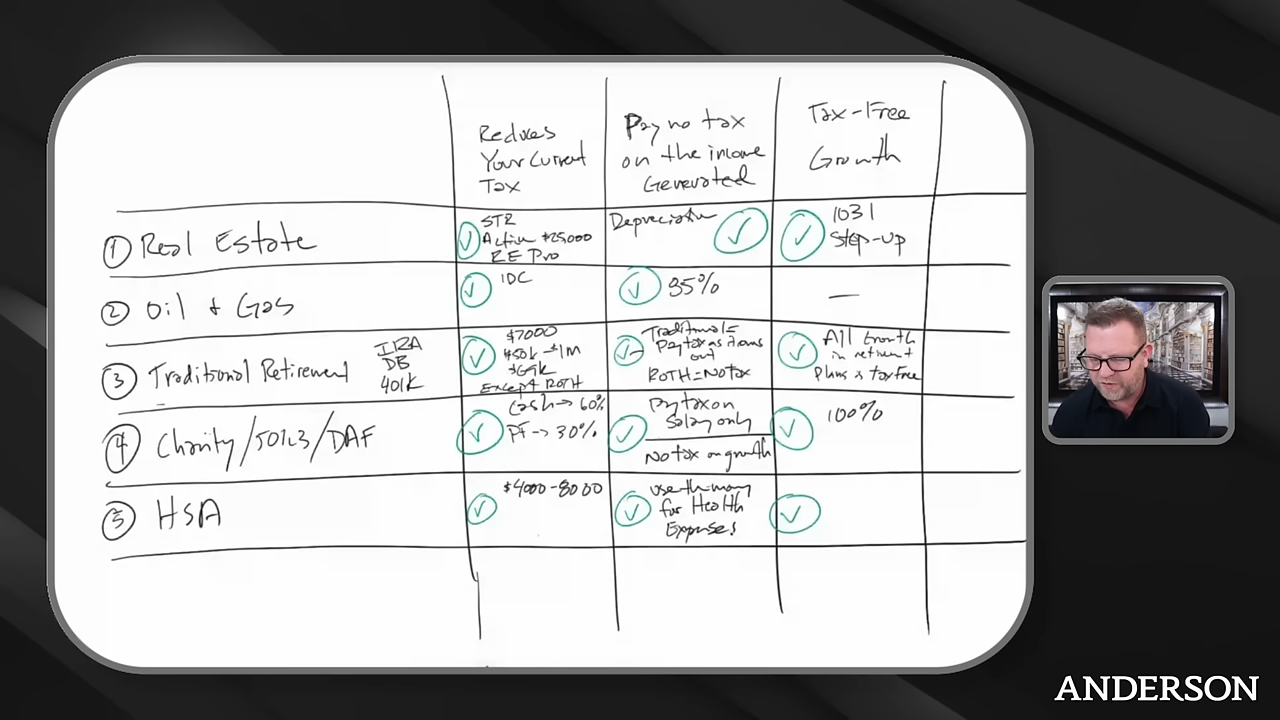 Reduces
Your Current
Tax
Pay no tax
on the income
Generated
Tax-Free
Growth
① Real Estate
STR
Active $25000
RE Pro
Depreciation
1031
Step-up
② Oil & Gas
IDC
35%
—
③ Traditional Retirement
IRA
DB
401K
$7000
$50k - $1m
$69k
Except ROTH
Traditional =
Pay tax as items
out
ROTH = No tax
All Growth
in retirement
Plans is tax free
④ Charity/501c3/DAF
Cash → 60%
PF → 30%
Pay tax on
Salary only
No tax on growth
100%
⑤ HSA
$4000-8000
use the money
for Health
Expenses!
ANDERSON